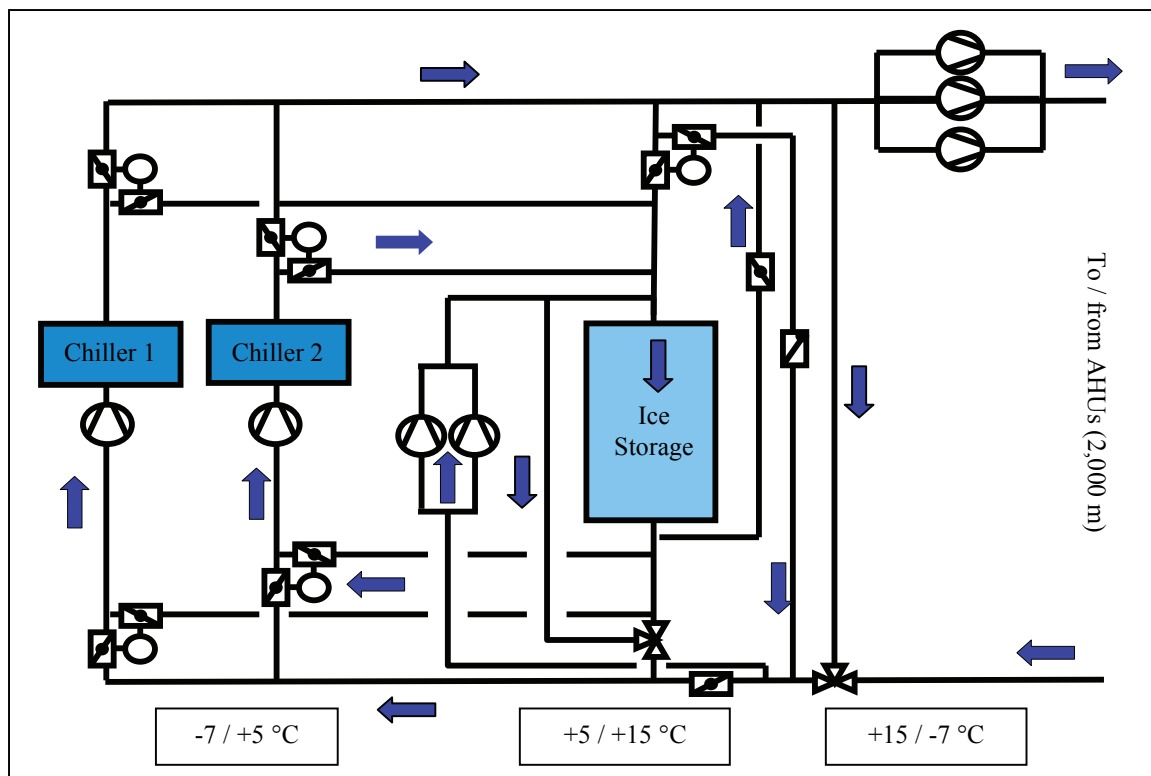 Chiller 1
Chiller 2
Ice
Storage
To / from AHUs (2,000 m)
-7 / +5 °C
+5 / +15 °C
+15 / -7 °C